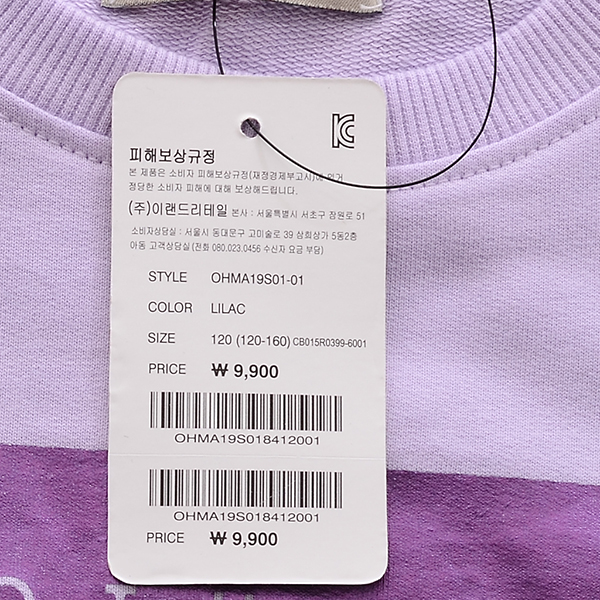 피해보상규정
본 제품은 소비자 피해보상규정(재정경제부고시)에 의거
정당한 소비자 피해에 대해 보상해드립니다.
(주)이랜드리테일 본사 : 서울특별시 서초구 잠원로 51
소비자상담실 : 서울시 동대문구 고미술로 39 삼희상가 5동2층
아동 고객상담실 (전화 080.023.0456 수신자 요금 부담)
STYLE OHMA19S01-01
COLOR LILAC
SIZE 120 (120-160) CB015R0399-6001
PRICE ₩ 9,900
OHMA19S018412001
OHMA19S018412001
PRICE ₩ 9,900